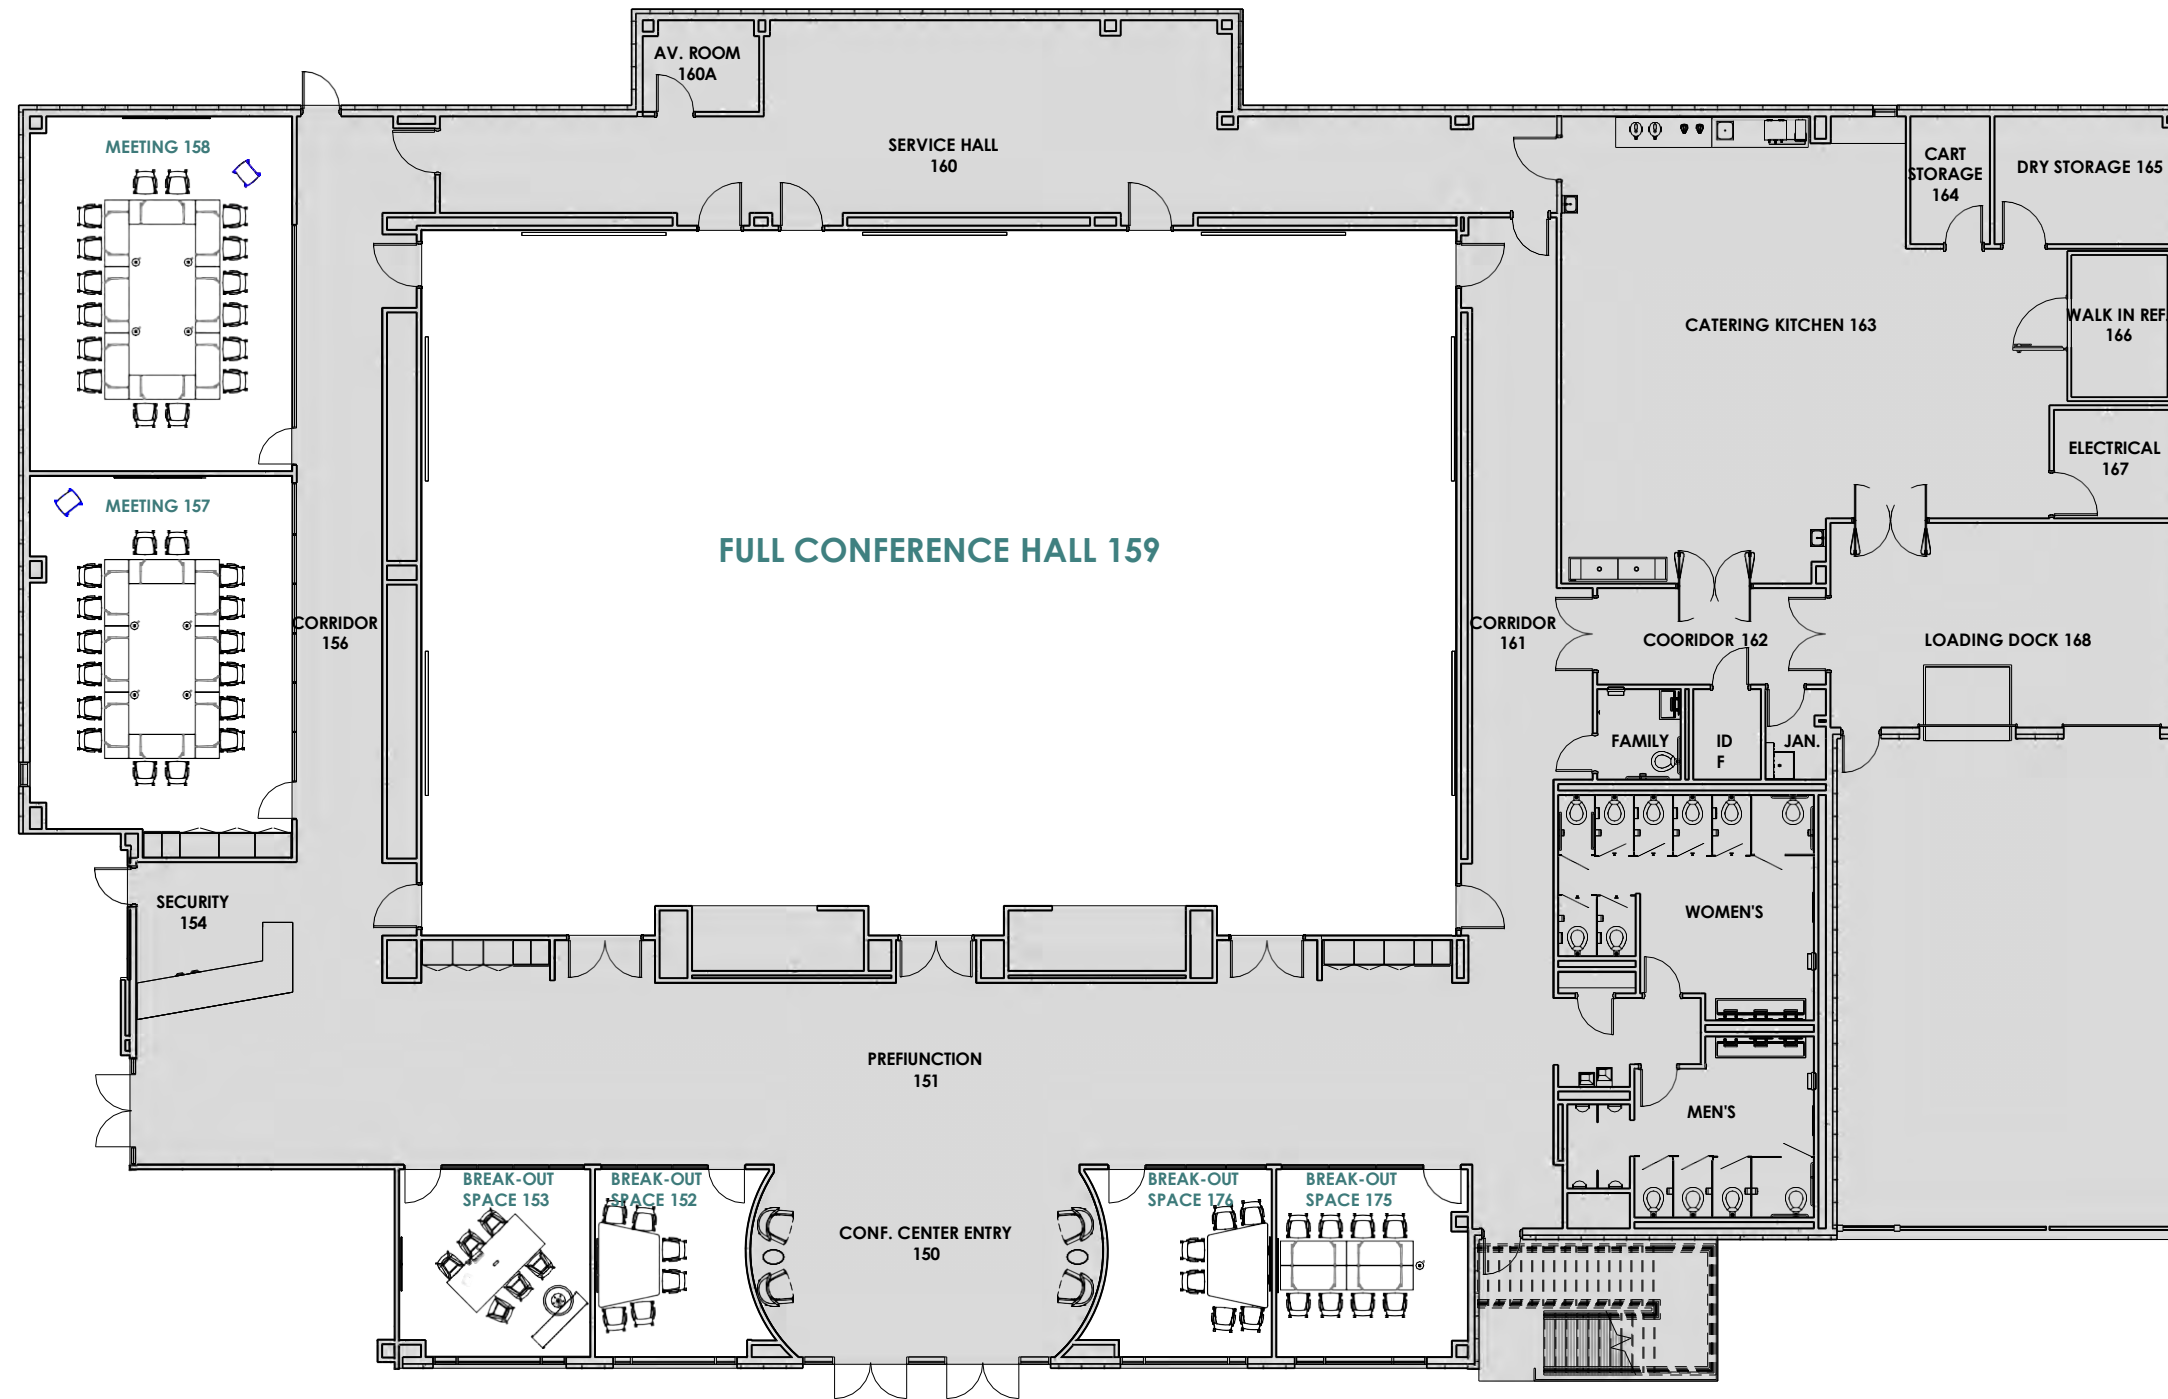 AV. ROOM
160A
MEETING 158
SERVICE HALL
160
CART
STORAGE
164
DRY STORAGE 165
CATERING KITCHEN 163
WALK IN REF.
166
ELECTRICAL
167
MEETING 157
FULL CONFERENCE HALL 159
CORRIDOR
156
CORRIDOR
161
COORIDOR 162
LOADING DOCK 168
FAMILY
ID
F
JAN.
SECURITY
154
WOMEN'S
PREFIUNCTION
151
MEN'S
BREAK-OUT
SPACE 153
BREAK-OUT
SPACE 152
BREAK-OUT
SPACE 176
BREAK-OUT
SPACE 175
CONF. CENTER ENTRY
150